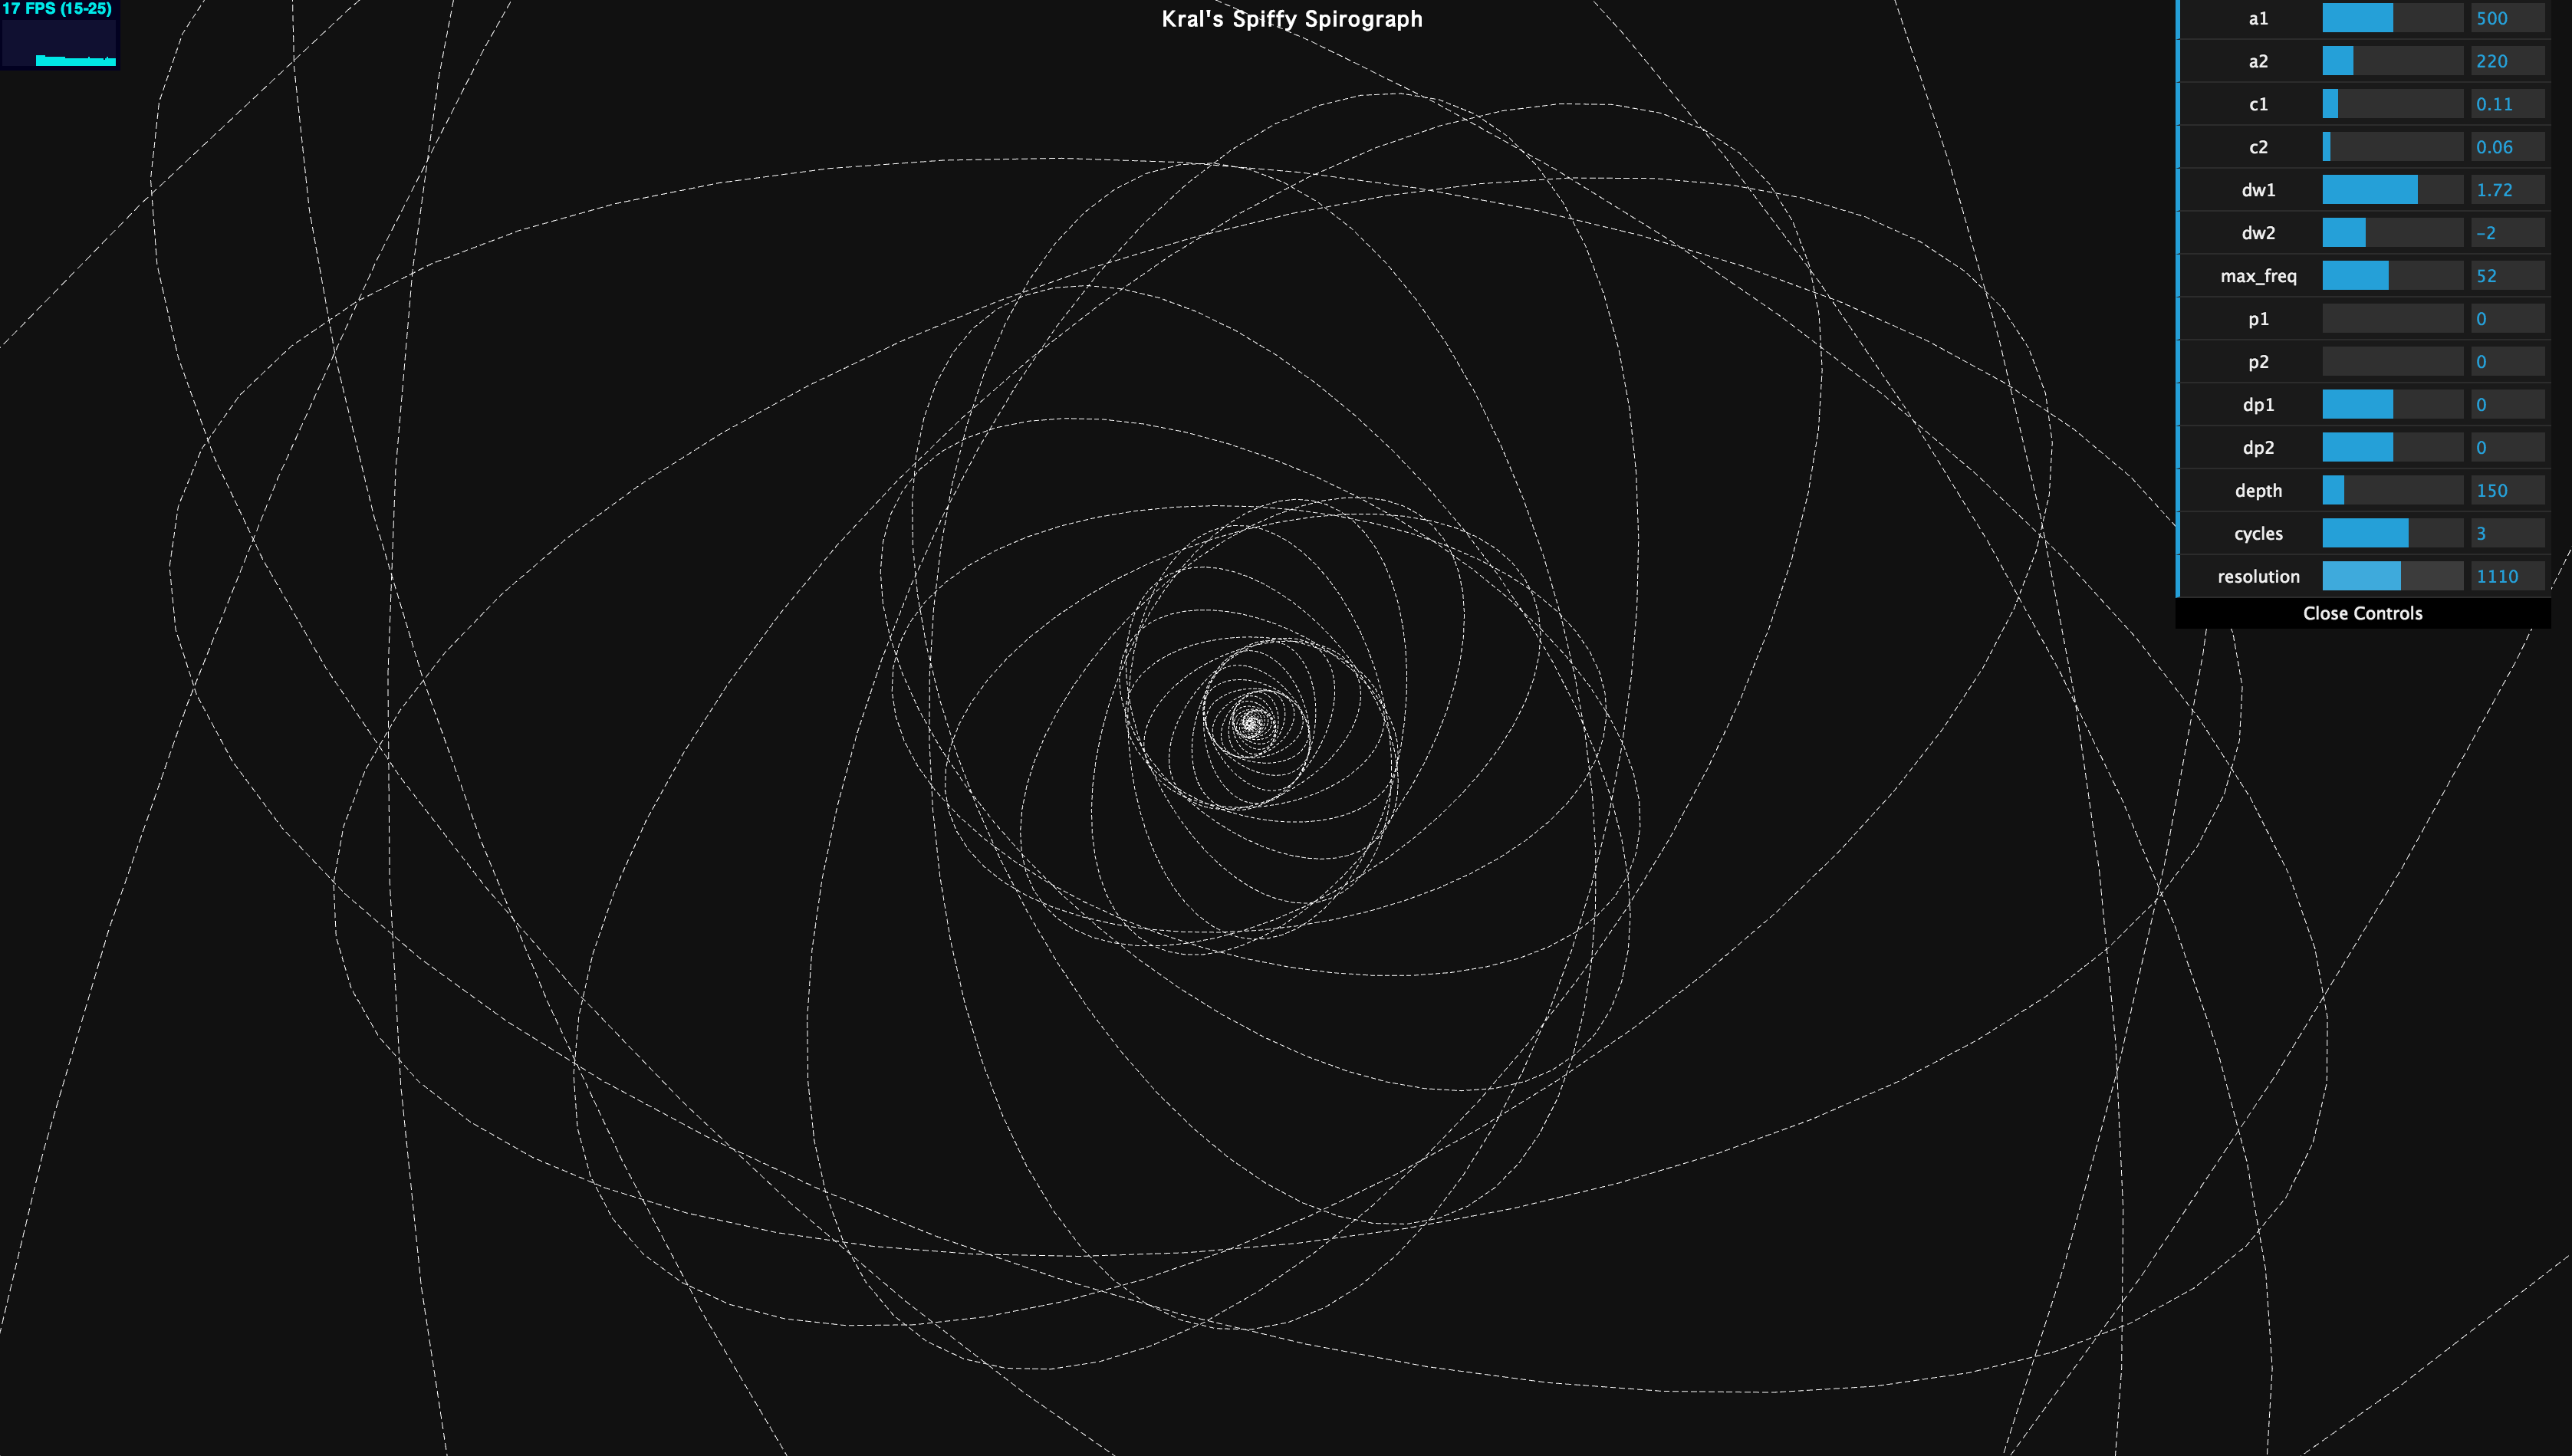 17 FPS (15-25)
Kral's Spiffy Spirograph
a1 500
a2 220
c1 0.11
c2 0.06
dw1 1.72
dw2 -2
max_freq 52
p1 0
p2 0
dp1 0
dp2 0
depth 150
cycles 3
resolution 1110
Close Controls